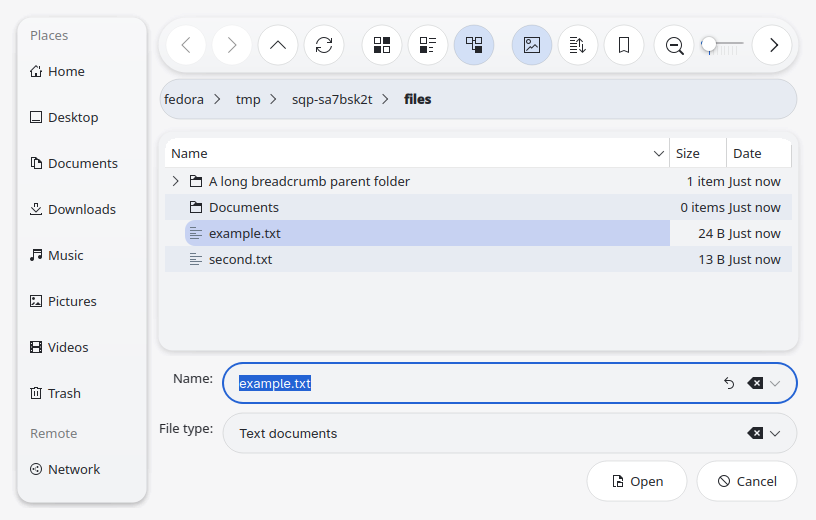 Places
Home
Desktop
Documents
Downloads
Music
Pictures
Videos
Trash
Remote
Network
fedora > tmp > sqp-sa7bsk2t > files
Name Size Date
A long breadcrumb parent folder 1 item Just now
Documents 0 items Just now
example.txt 24 B Just now
second.txt 13 B Just now
Name: example.txt
File type: Text documents
Open Cancel